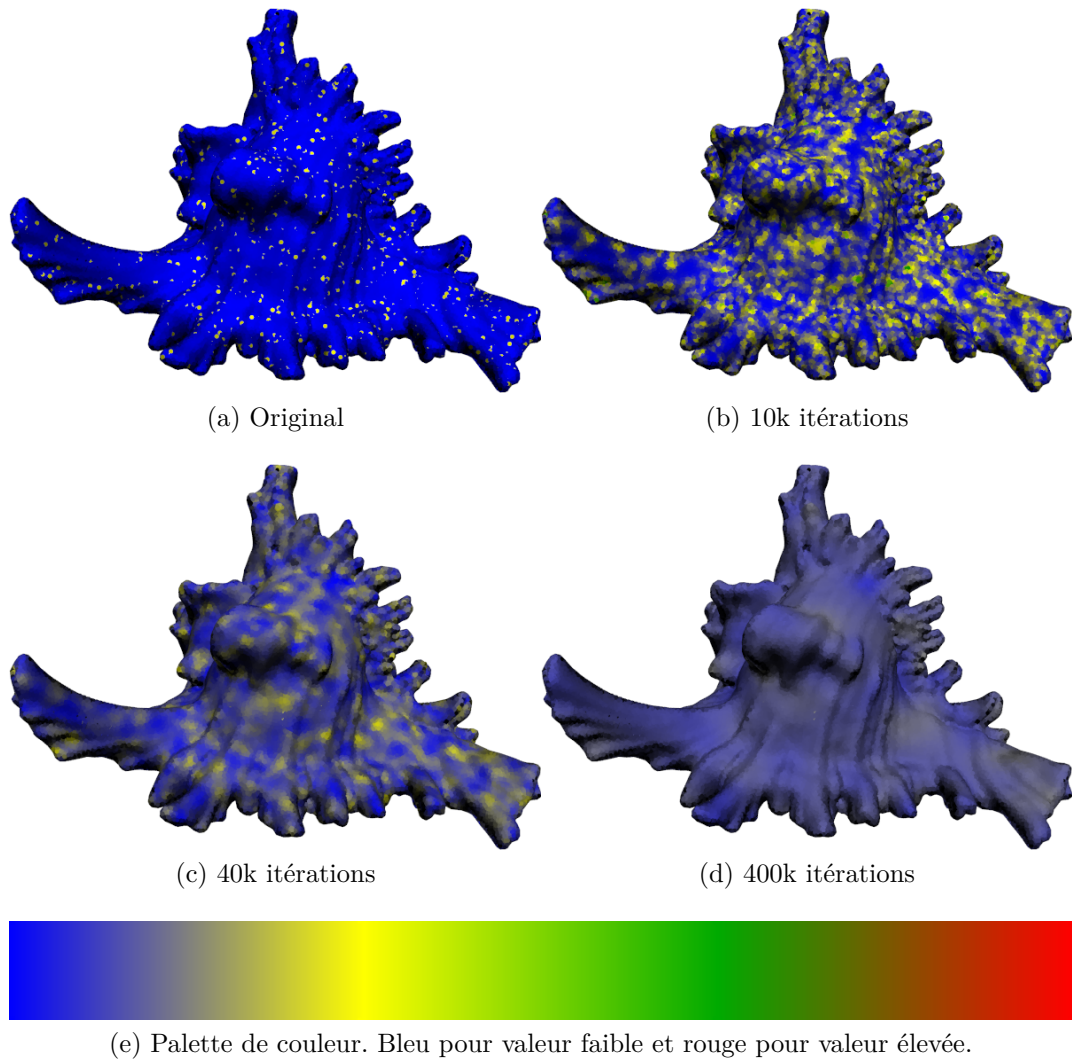 (a) Original
(b) 10k itérations
(c) 40k itérations
(d) 400k itérations
(e) Palette de couleur. Bleu pour valeur faible et rouge pour valeur élevée.